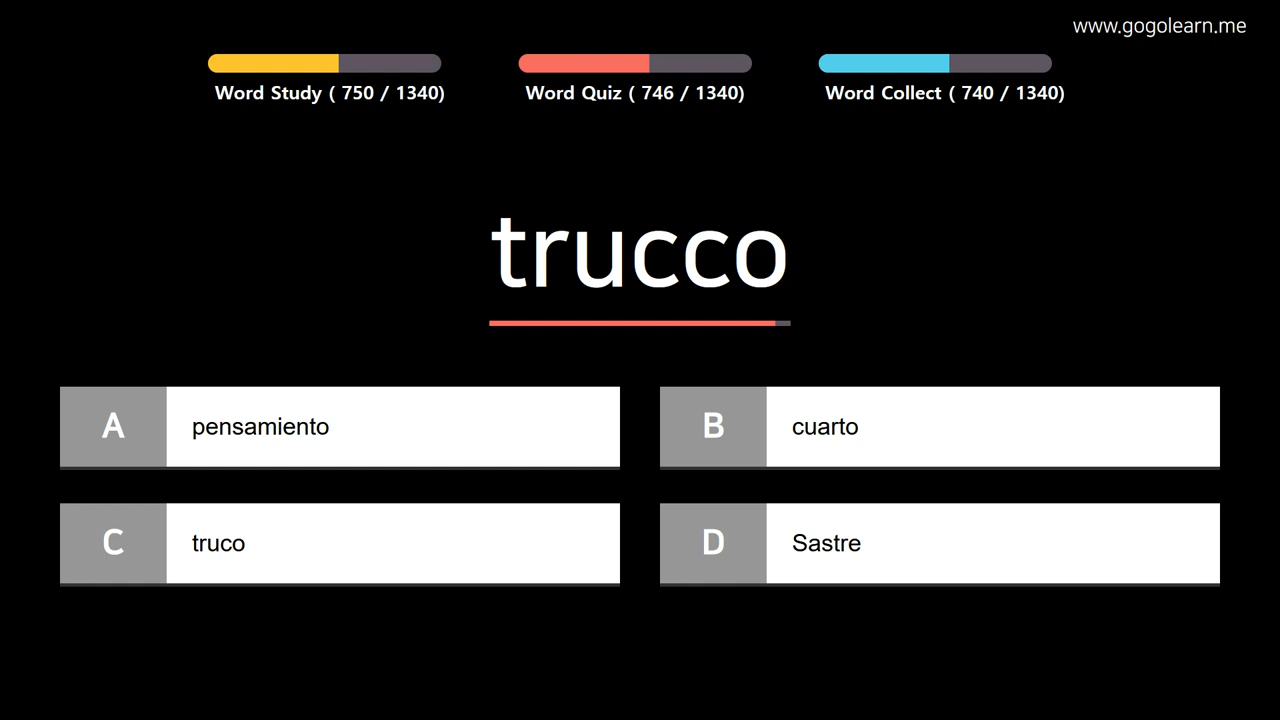 www.gogolearn.me
Word Study ( 750 / 1340)
Word Quiz ( 746 / 1340)
Word Collect ( 740 / 1340)
trucco
A pensamiento
B cuarto
C truco
D Sastre